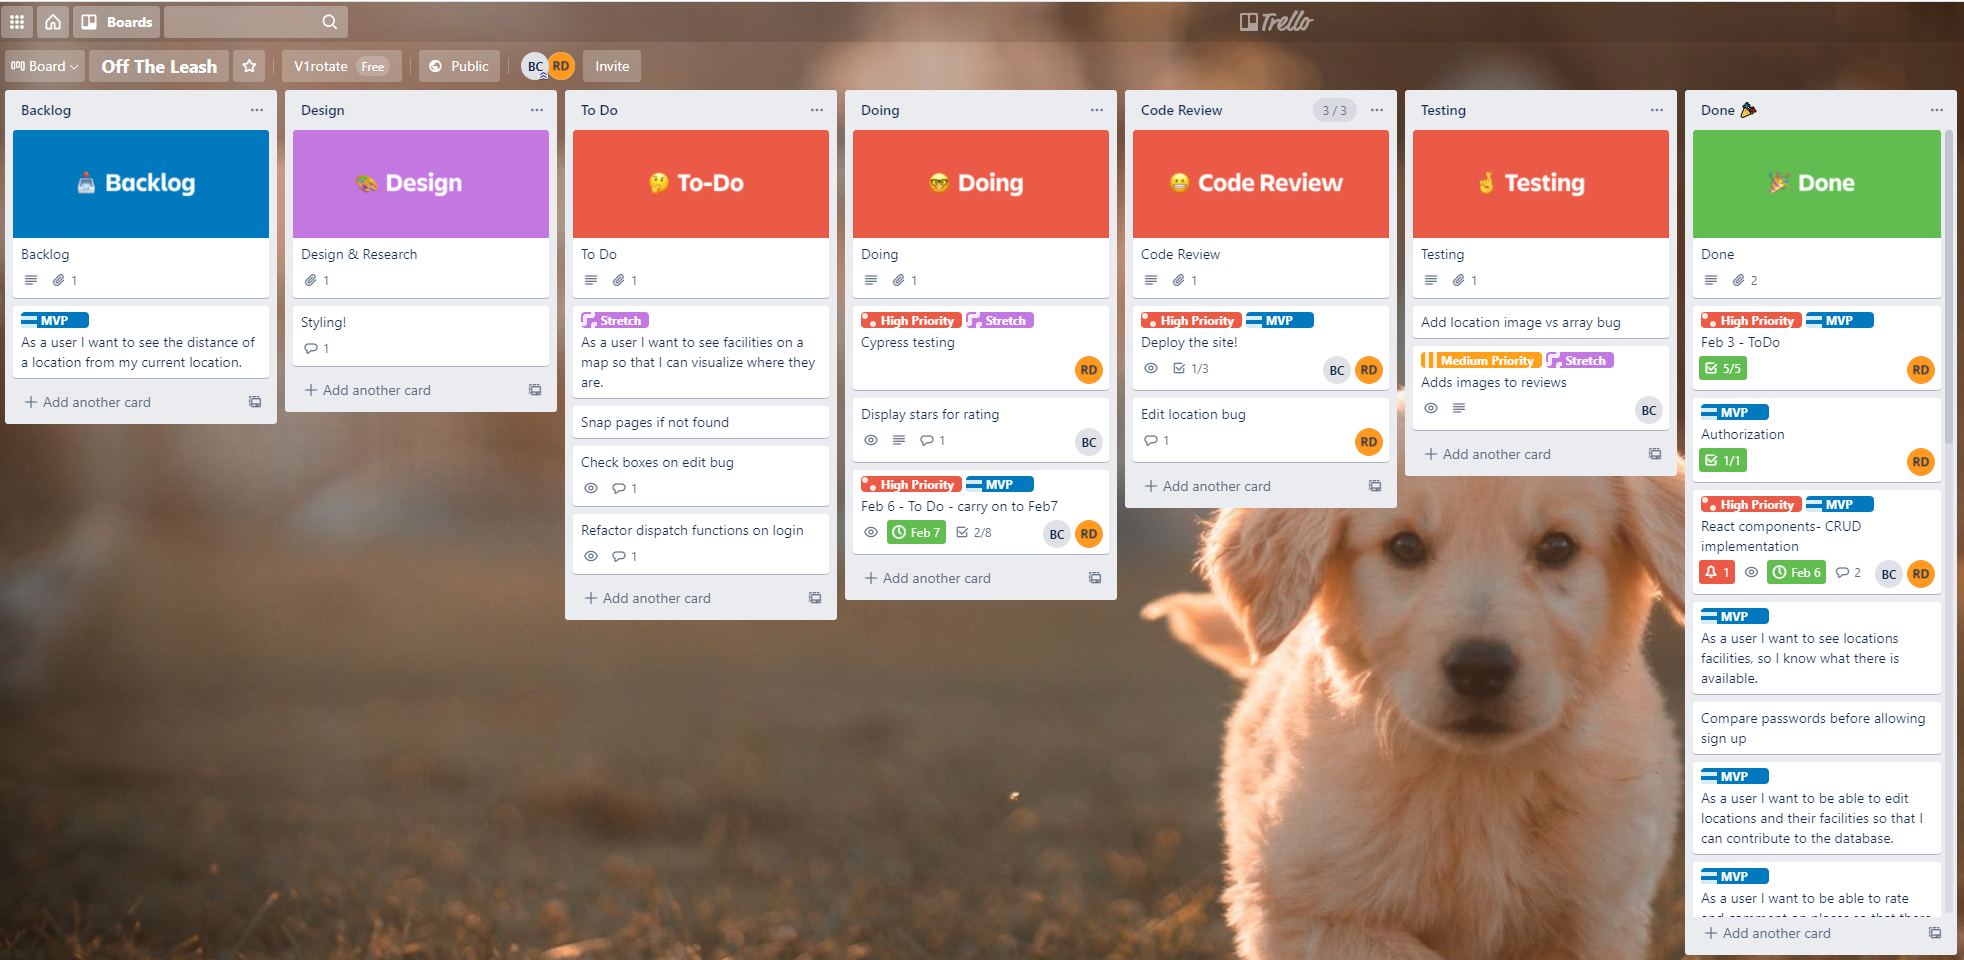 Boards
Trello
Board
Off The Leash
V1rotate Free
Public
BC RD
Invite
Backlog
Backlog
Backlog
1
MVP
As a user I want to see the distance of
a location from my current location.
+ Add another card
Design
Design
Design & Research
1
Styling!
1
+ Add another card
To Do
To-Do
To Do
1
Stretch
As a user I want to see facilities on a
map so that I can visualize where they
are.
Snap pages if not found
Check boxes on edit bug
1
Refactor dispatch functions on login
1
+ Add another card
Doing
Doing
Doing
1
High Priority Stretch
Cypress testing
RD
Display stars for rating
1 BC
High Priority MVP
Feb 6 - To Do - carry on to Feb7
Feb 7 2/8 BC RD
+ Add another card
Code Review 3 / 3
Code Review
Code Review
1
High Priority MVP
Deploy the site!
1/3 BC RD
Edit location bug
1 RD
+ Add another card
Testing
Testing
Testing
1
Add location image vs array bug
Medium Priority Stretch
Adds images to reviews
BC
+ Add another card
Done
Done
Done
2
High Priority MVP
Feb 3 - ToDo
5/5 RD
MVP
Authorization
1/1 RD
High Priority MVP
React components- CRUD
implementation
1 Feb 6 2 BC RD
MVP
As a user I want to see locations
facilities, so I know what there is
available.
Compare passwords before allowing
sign up
MVP
As a user I want to be able to edit
locations and their facilities so that I
can contribute to the database.
MVP
As a user I want to be able to rate
+ Add another card